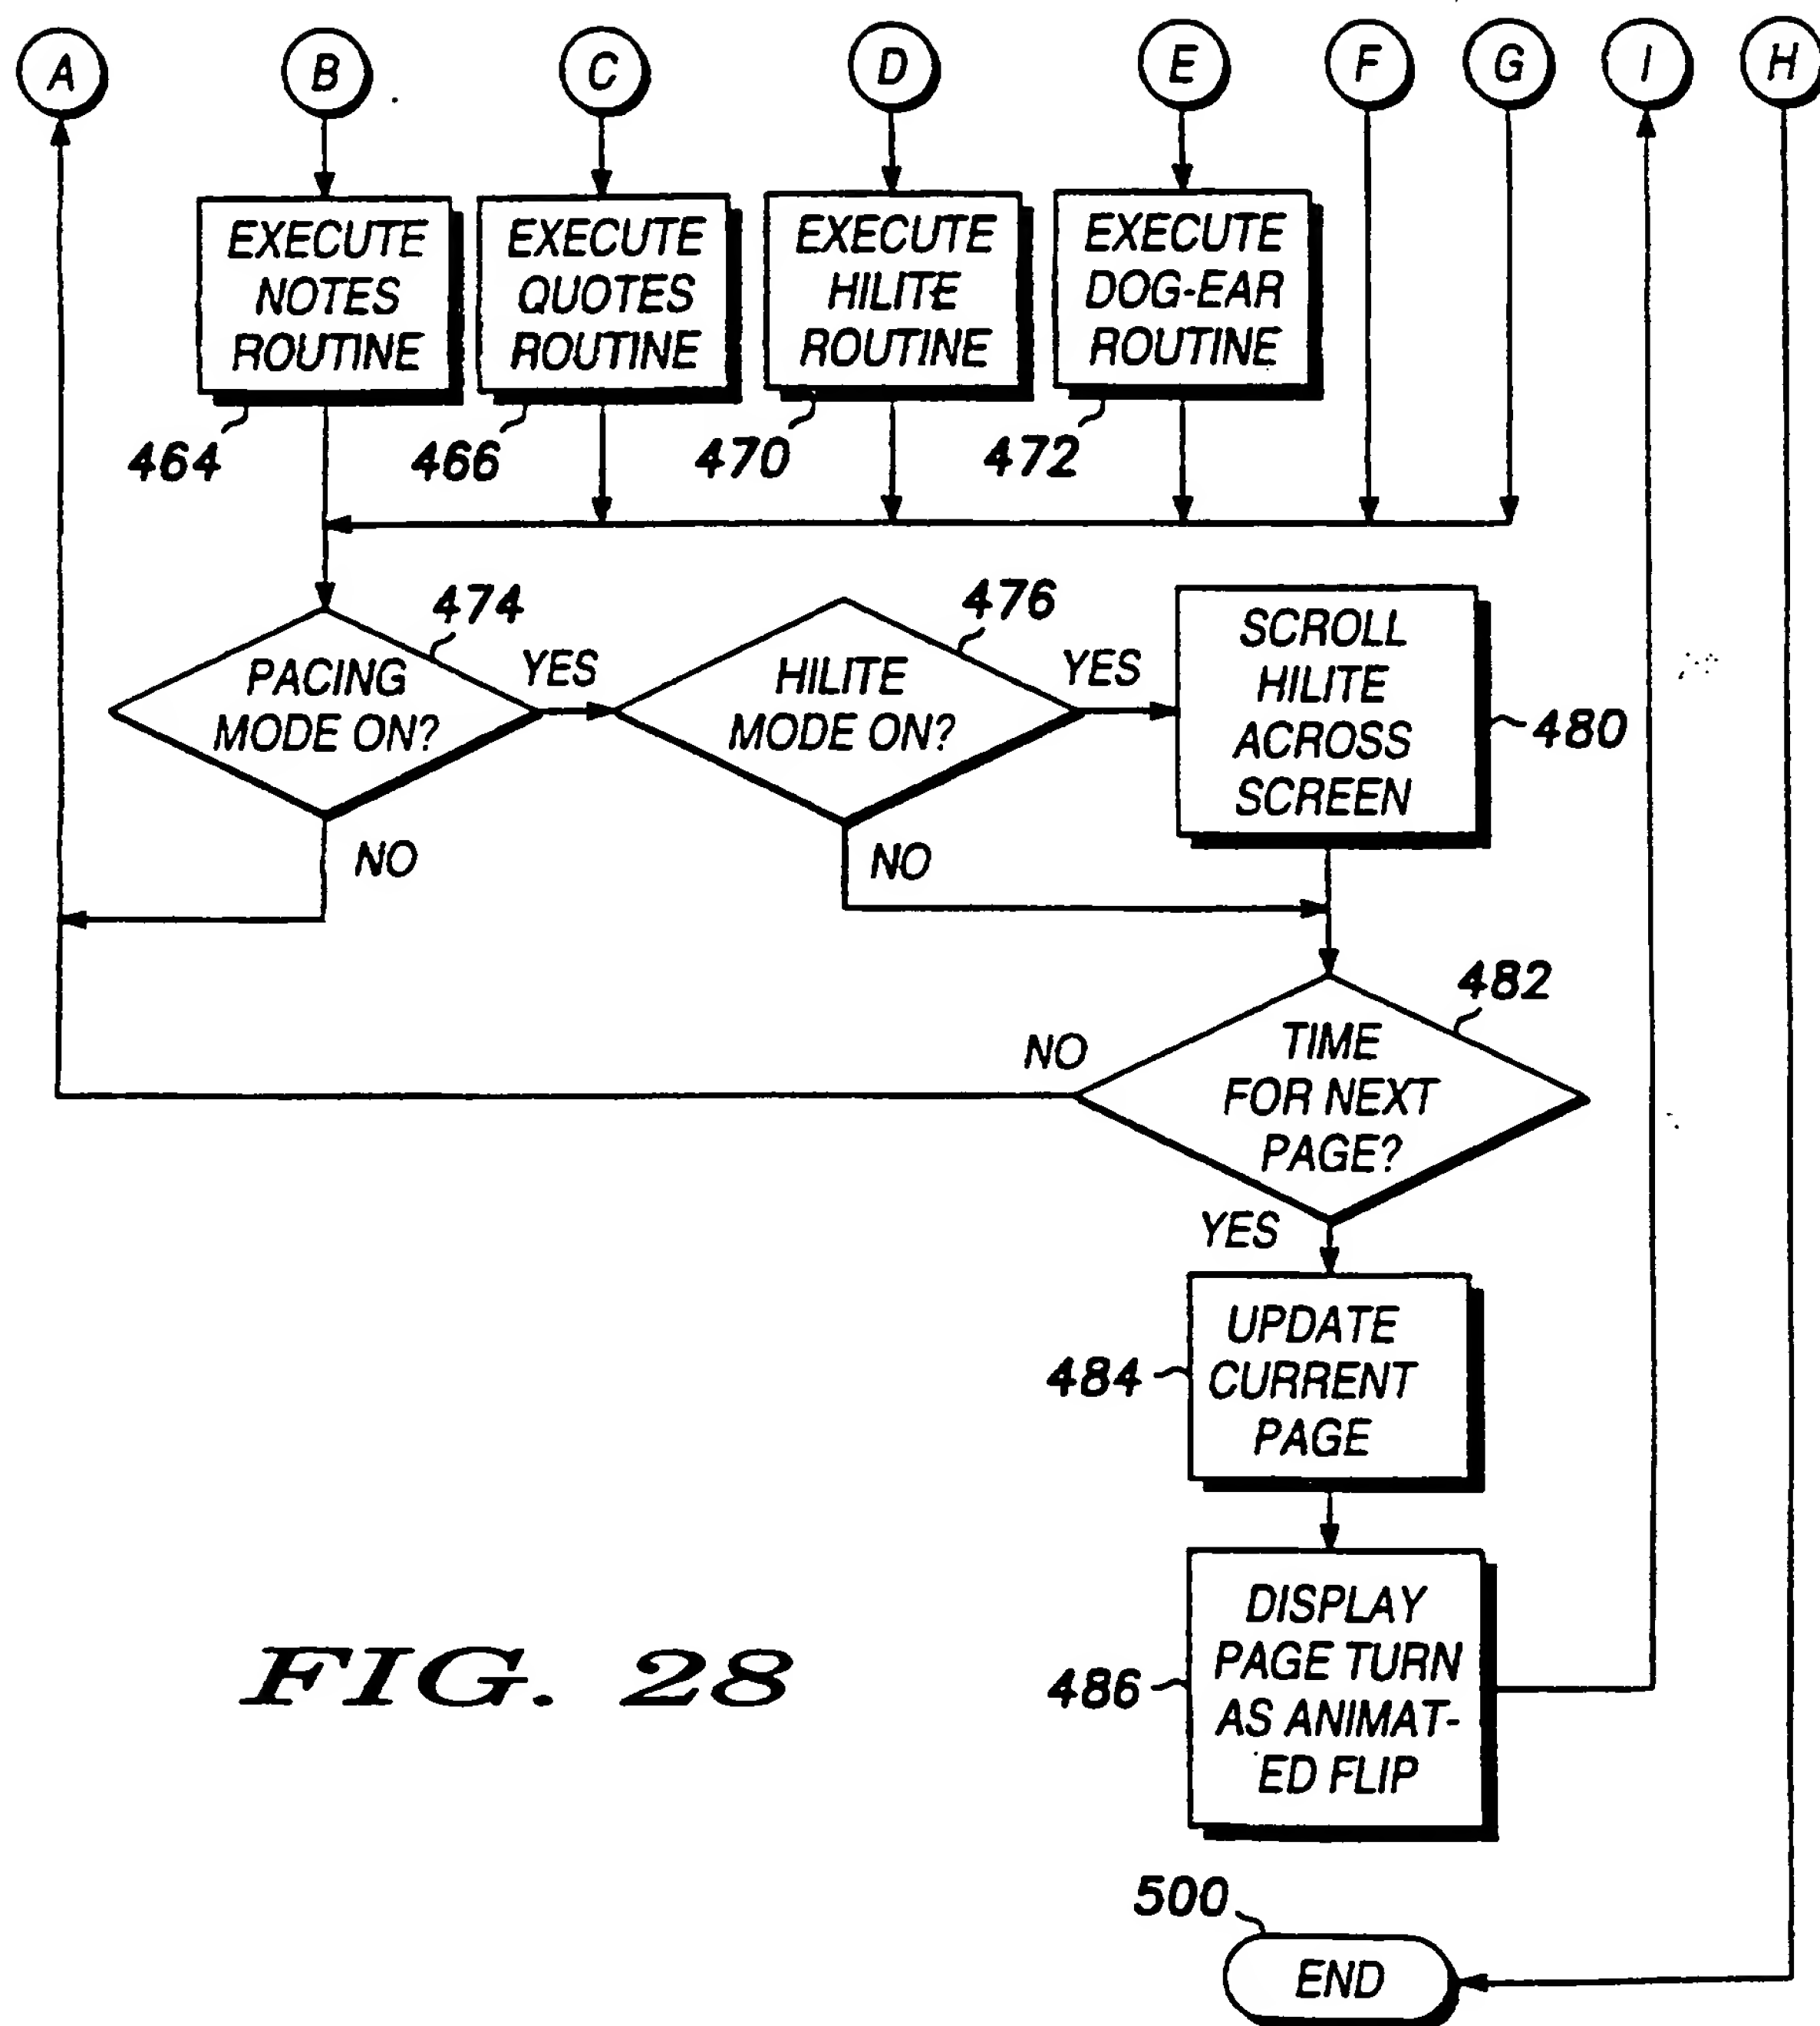 A B C D E F G I H
EXECUTE
NOTES
ROUTINE
464
EXECUTE
QUOTES
ROUTINE
466
EXECUTE
HILITE
ROUTINE
470
EXECUTE
DOG-EAR
ROUTINE
472
474
PACING
MODE ON?
YES
NO
476
HILITE
MODE ON?
YES
NO
SCROLL
HILITE
ACROSS
SCREEN
480
482
TIME
FOR NEXT
PAGE?
NO
YES
UPDATE
CURRENT
PAGE
484
DISPLAY
PAGE TURN
AS ANIMAT-
ED FLIP
486
FIG. 28
500
END